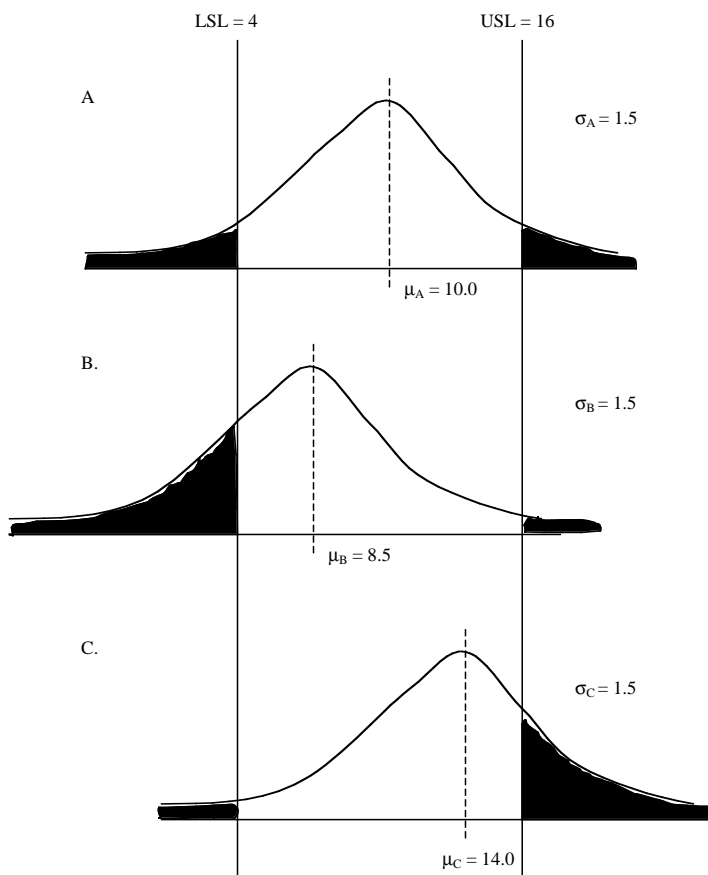 LSL = 4 USL = 16
A
σA = 1.5
μA = 10.0
B.
σB = 1.5
μB = 8.5
C.
σC = 1.5
μC = 14.0